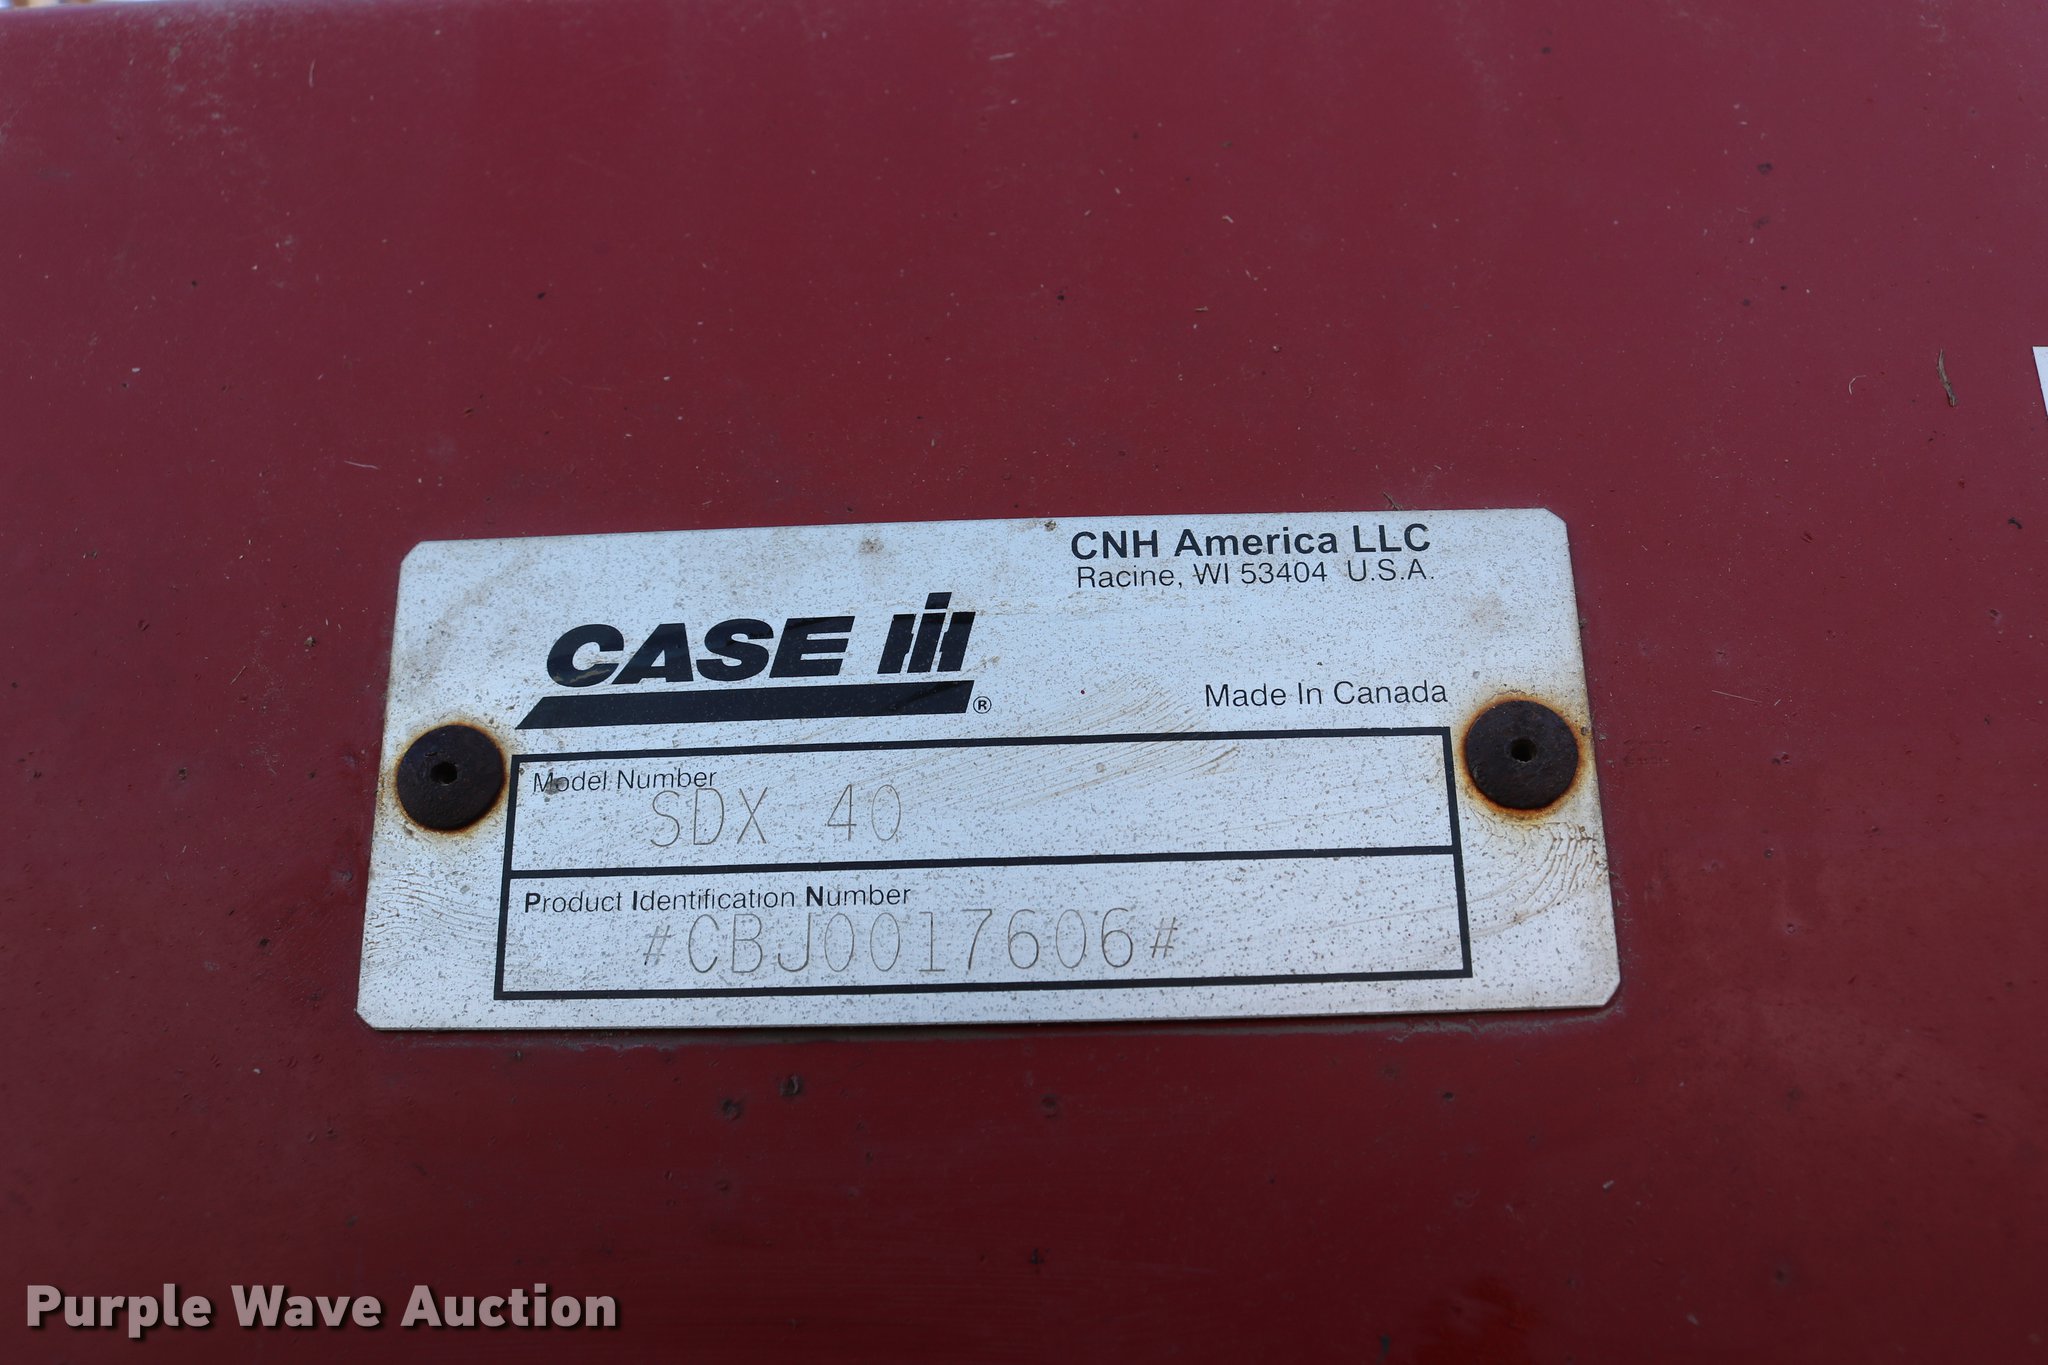 CNH America LLC
Racine, WI 53404 U.S.A.
CASE IH
®
Made In Canada
Model Number
SDX 40
Product Identification Number
#CBJ0017606#
Purple Wave Auction